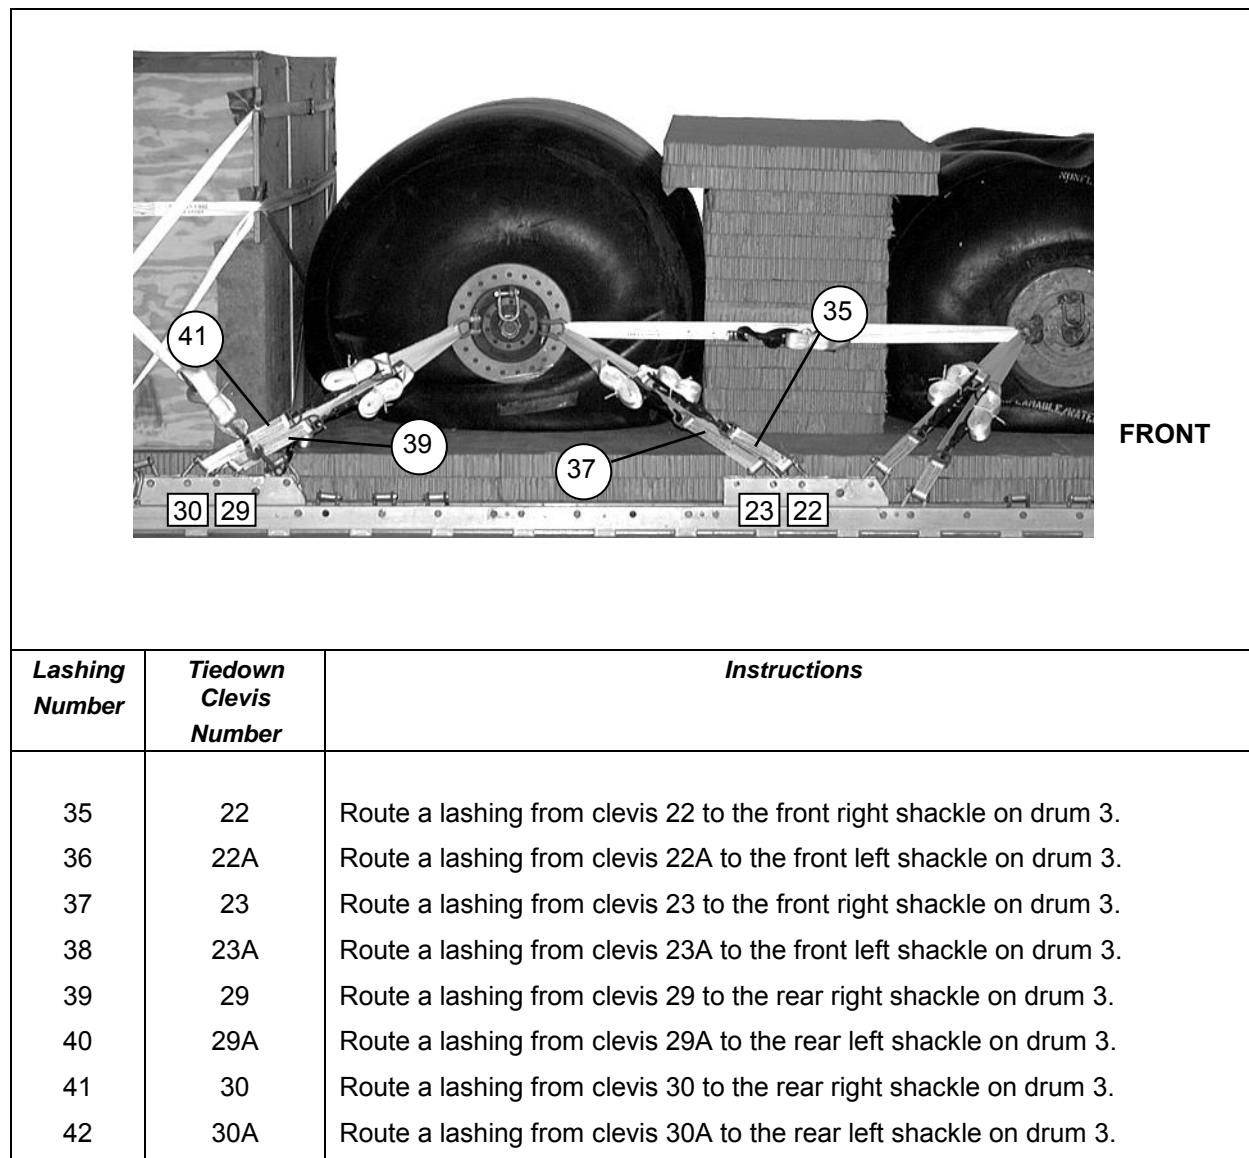 35
41
39
FRONT
37
30 29
23 22
Lashing Number
Tiedown Clevis Number
Instructions
35 22 Route a lashing from clevis 22 to the front right shackle on drum 3.
36 22A Route a lashing from clevis 22A to the front left shackle on drum 3.
37 23 Route a lashing from clevis 23 to the front right shackle on drum 3.
38 23A Route a lashing from clevis 23A to the front left shackle on drum 3.
39 29 Route a lashing from clevis 29 to the rear right shackle on drum 3.
40 29A Route a lashing from clevis 29A to the rear left shackle on drum 3.
41 30 Route a lashing from clevis 30 to the rear right shackle on drum 3.
42 30A Route a lashing from clevis 30A to the rear left shackle on drum 3.